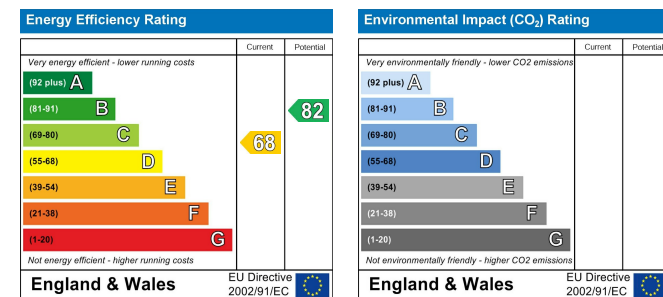 Energy Efficiency Rating
Current Potential
Very energy efficient - lower running costs
(92 plus) A
(81-91) B
82
(69-80) C
68
(55-68) D
(39-54) E
(21-38) F
(1-20) G
Not energy efficient - higher running costs
England & Wales
EU Directive
2002/91/EC
Environmental Impact (CO2) Rating
Current Potential
Very environmentally friendly - lower CO2 emissions
(92 plus) A
(81-91) B
(69-80) C
(55-68) D
(39-54) E
(21-38) F
(1-20) G
Not environmentally friendly - higher CO2 emissions
England & Wales
EU Directive
2002/91/EC